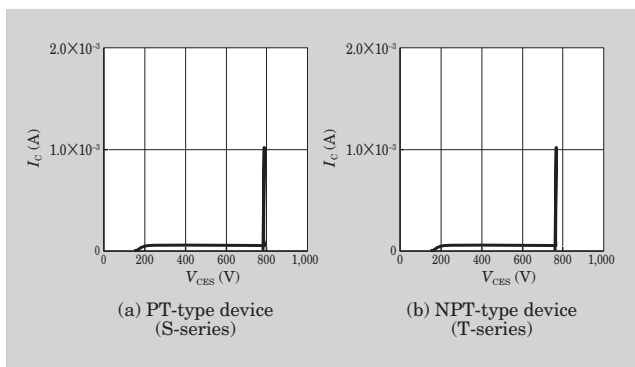 2.0×10⁻³
1.0×10⁻³
0
I_C (A)
0 200 400 600 800 1,000
V_CES (V)
(a) PT-type device
(S-series)
2.0×10⁻³
1.0×10⁻³
0
I_C (A)
0 200 400 600 800 1,000
V_CES (V)
(b) NPT-type device
(T-series)